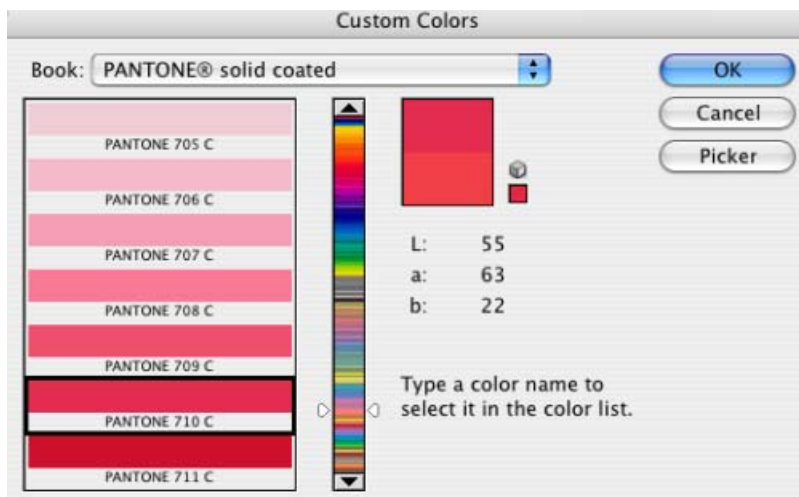 Custom Colors
Book: PANTONE® solid coated
OK
Cancel
Picker
PANTONE 705 C
PANTONE 706 C
PANTONE 707 C
PANTONE 708 C
PANTONE 709 C
PANTONE 710 C
PANTONE 711 C
L: 55
a: 63
b: 22
Type a color name to
select it in the color list.